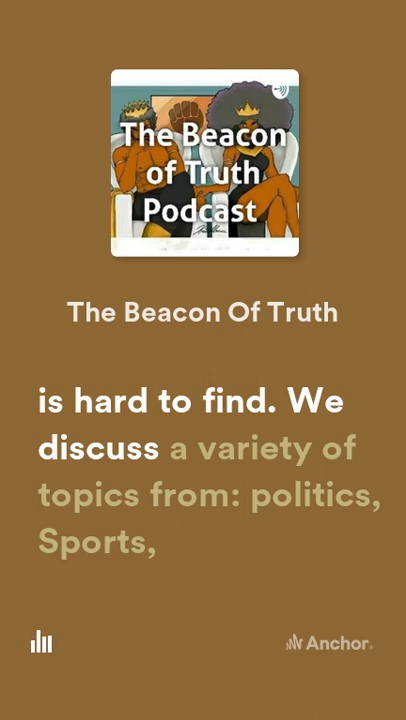 The Beacon
of Truth
Podcast
The Beacon Of Truth
is hard to find. We
discuss a variety of
topics from: politics,
Sports,
Anchor